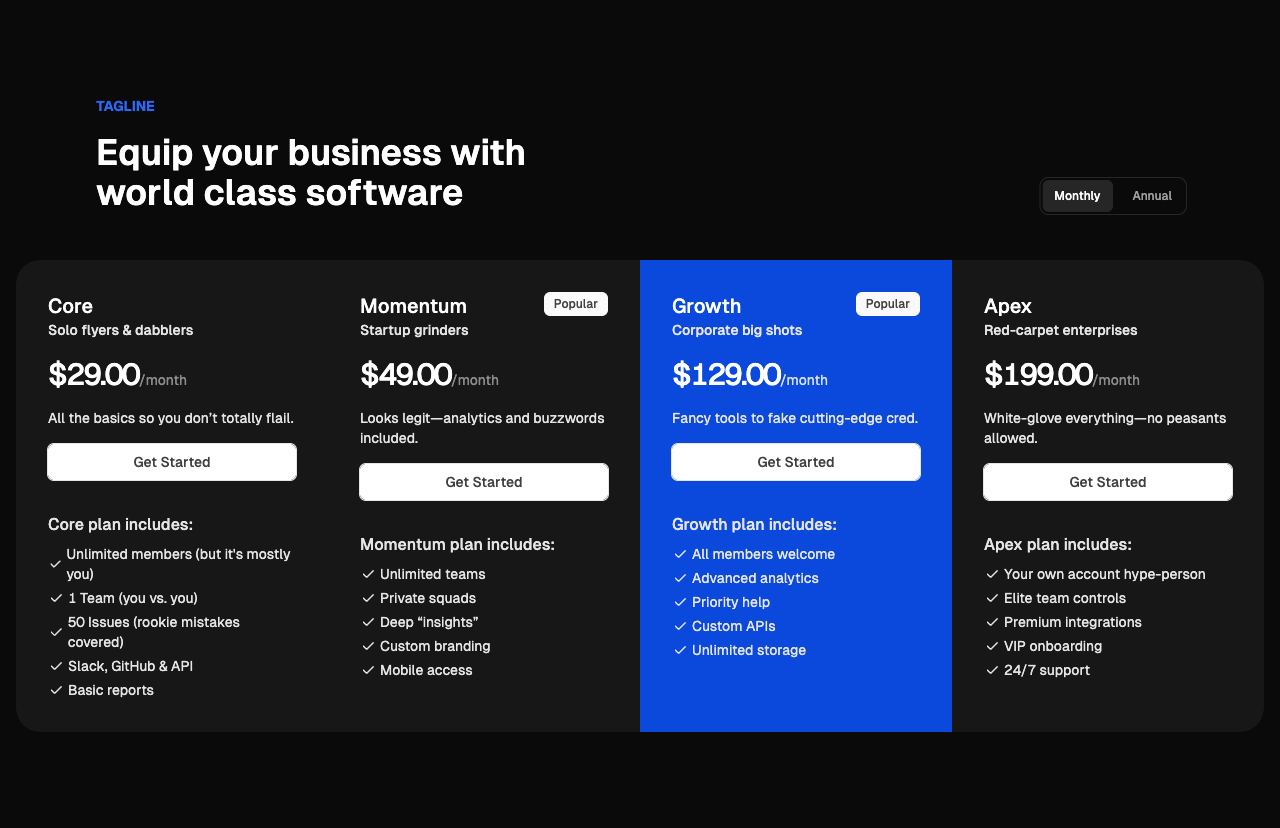 TAGLINE
Equip your business with
world class software
Monthly
Annual
Core
Solo flyers & dabblers
$29.00/month
All the basics so you don’t totally flail.
Get Started
Core plan includes:
Unlimited members (but it's mostly
you)
1 Team (you vs. you)
50 Issues (rookie mistakes
covered)
Slack, GitHub & API
Basic reports
Momentum
Popular
Startup grinders
$49.00/month
Looks legit—analytics and buzzwords
included.
Get Started
Momentum plan includes:
Unlimited teams
Private squads
Deep “insights”
Custom branding
Mobile access
Growth
Popular
Corporate big shots
$129.00/month
Fancy tools to fake cutting-edge cred.
Get Started
Growth plan includes:
All members welcome
Advanced analytics
Priority help
Custom APIs
Unlimited storage
Apex
Red-carpet enterprises
$199.00/month
White-glove everything—no peasants
allowed.
Get Started
Apex plan includes:
Your own account hype-person
Elite team controls
Premium integrations
VIP onboarding
24/7 support